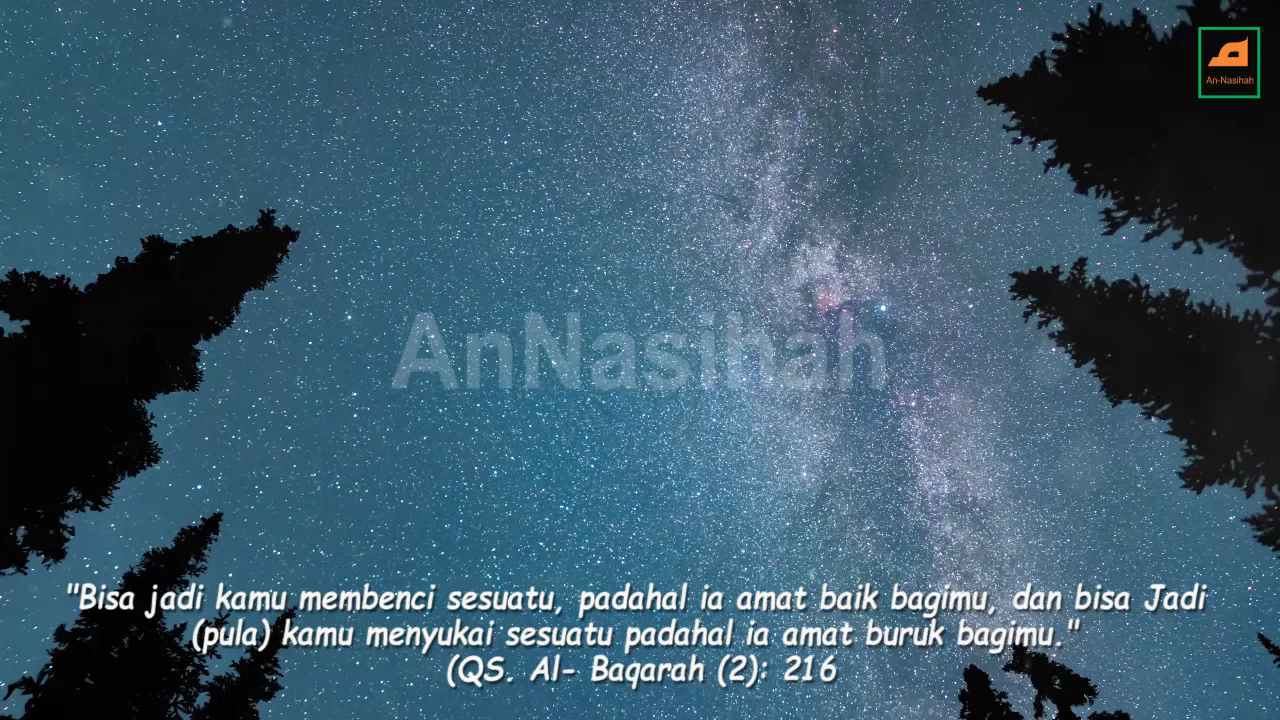 An-Nasihah
AnNasihah
"Bisa jadi kamu membenci sesuatu, padahal ia amat baik bagimu, dan bisa Jadi
(pula) kamu menyukai sesuatu padahal ia amat buruk bagimu."
(QS. Al- Baqarah (2): 216